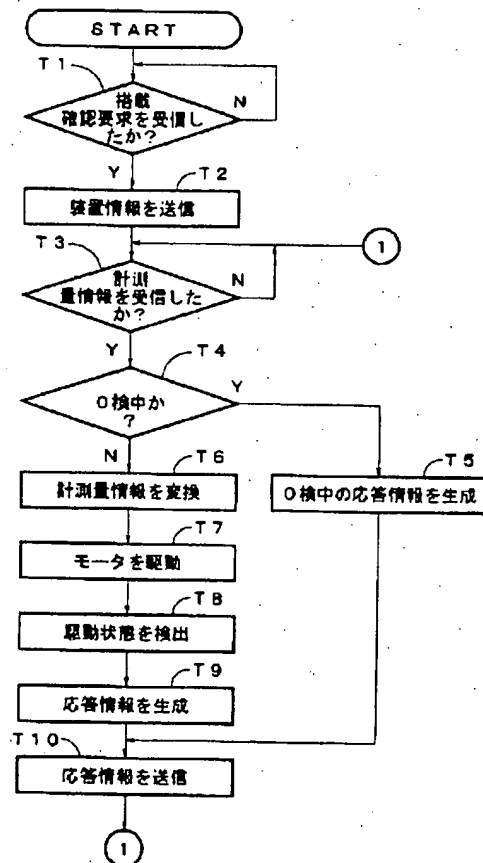 START
T1
搭載
確認要求を受信し
たか?
N
Y
T2
装置情報を送信
T3
1
計測
量情報を受信した
か?
N
Y
T4
0検中か
?
Y
N
T6
計測量情報を変換
T5
0検中の応答情報を生成
T7
モータを駆動
T8
駆動状態を検出
T9
応答情報を生成
T10
応答情報を送信
1